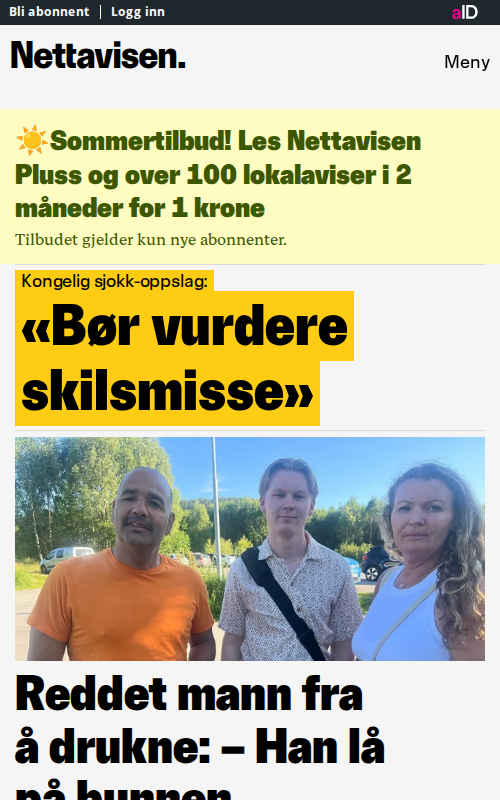 Bli abonnent | Logg inn
aID
Nettavisen.
Meny
☀️Sommertilbud! Les Nettavisen
Pluss og over 100 lokalaviser i 2
måneder for 1 krone
Tilbudet gjelder kun nye abonnenter.
Kongelig sjokk-oppslag:
«Bør vurdere
skilsmisse»
Reddet mann fra
å drukne: – Han lå
på bunnen